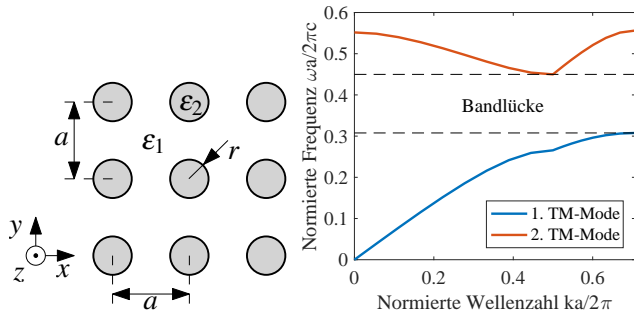 a
ε2
ε1
r
y
z
x
a
Normierte Frequenz ωa/2πc
0.6
0.5
0.4
0.3
0.2
0.1
0
Bandlücke
1. TM-Mode
2. TM-Mode
0
0.2
0.4
0.6
Normierte Wellenzahl ka/2π